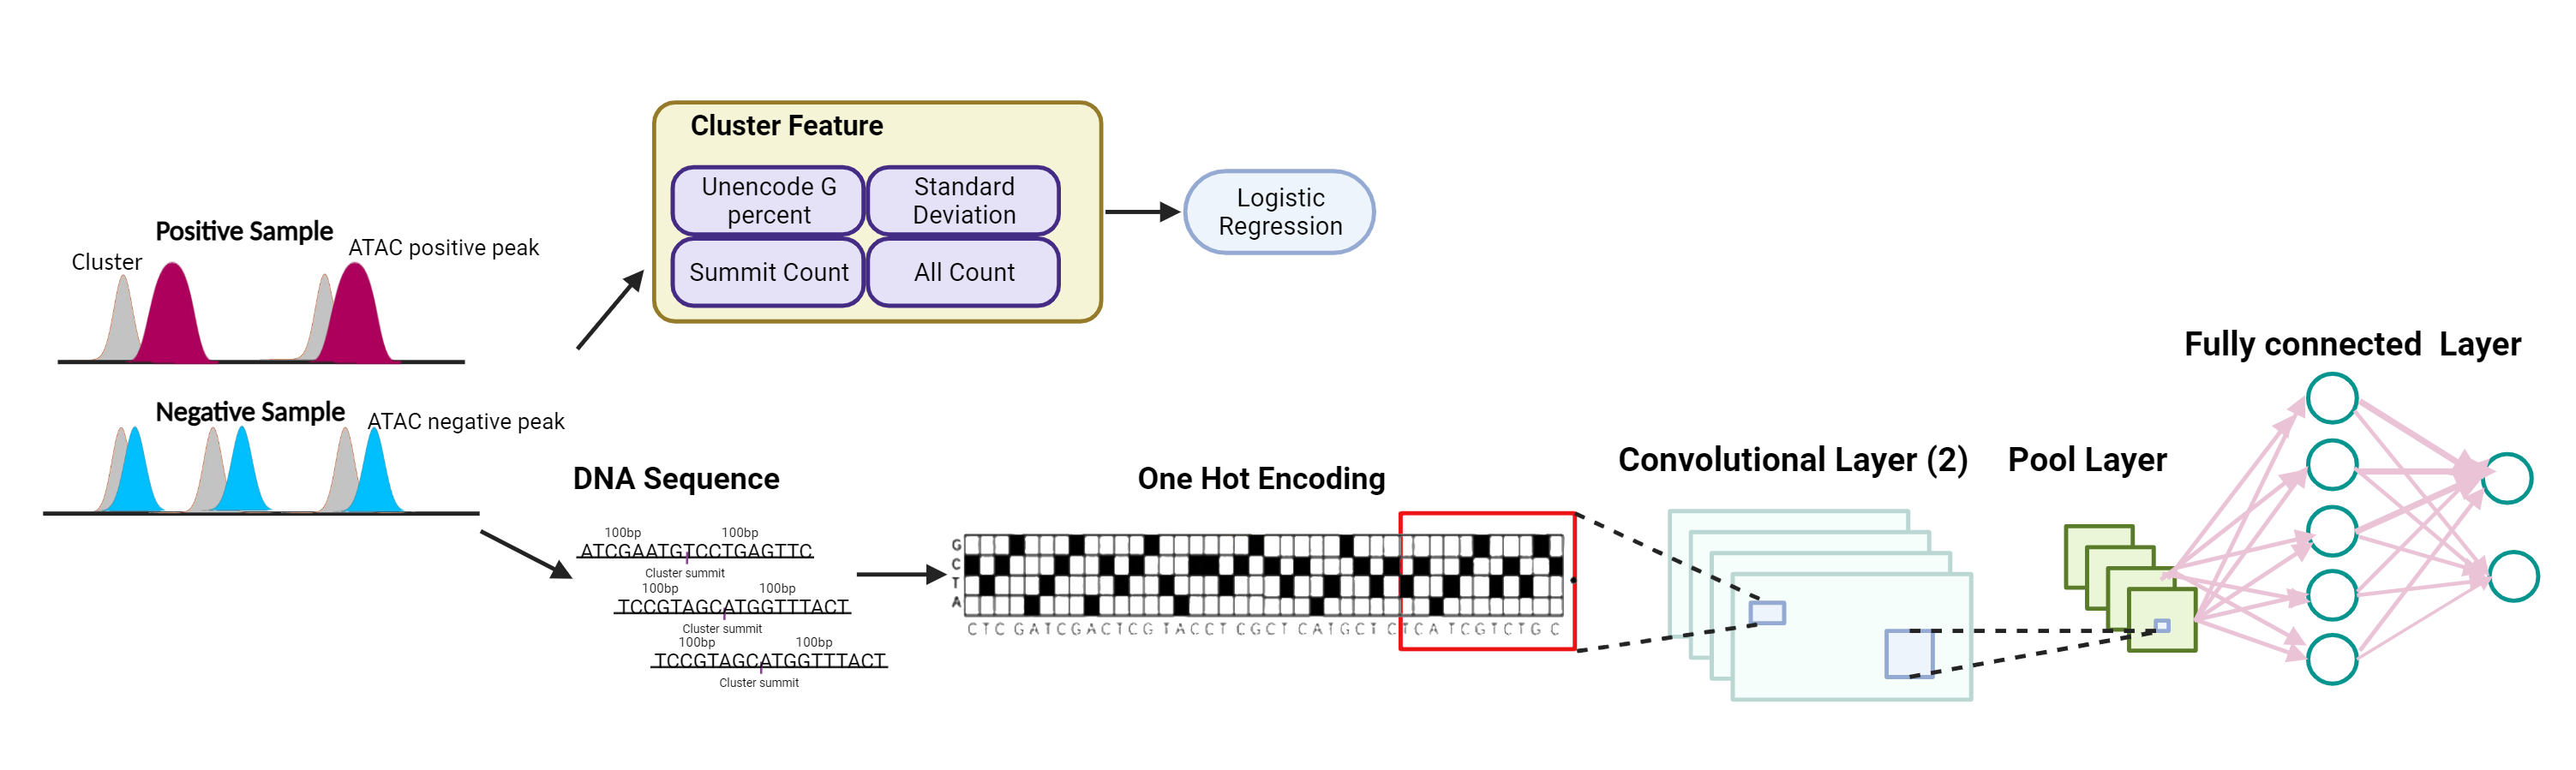 Cluster Feature
Unencode G
percent
Standard
Deviation
Summit Count
All Count
Logistic
Regression
Positive Sample
Cluster
ATAC positive peak
Negative Sample
ATAC negative peak
DNA Sequence
100bp 100bp
ATCGAATGTCCTGAGTTC
Cluster summit
100bp 100bp
TCCGTAGCATGGTTTACT
Cluster summit
100bp 100bp
TCCGTAGCATGGTTTACT
Cluster summit
One Hot Encoding
G
C
T
A
CTCGATCGACTCGTACCTCGCTCATGCTCTCATCGTCTGC
Convolutional Layer (2)
Pool Layer
Fully connected Layer